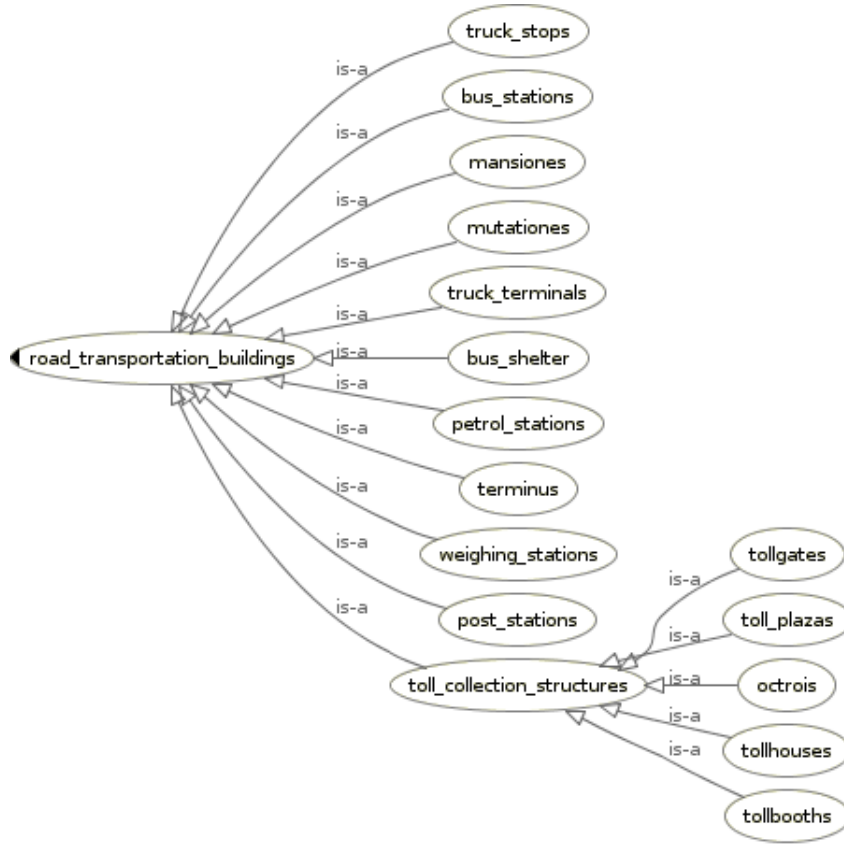 truck_stops
is-a
bus_stations
is-a
mansiones
is-a
mutationes
is-a
truck_terminals
is-a
road_transportation_buildings
is-a
bus_shelter
is-a
petrol_stations
is-a
terminus
is-a
weighing_stations
is-a
post_stations
is-a
toll_collection_structures
is-a
tollgates
is-a
toll_plazas
is-a
octrois
is-a
tollhouses
is-a
tollbooths